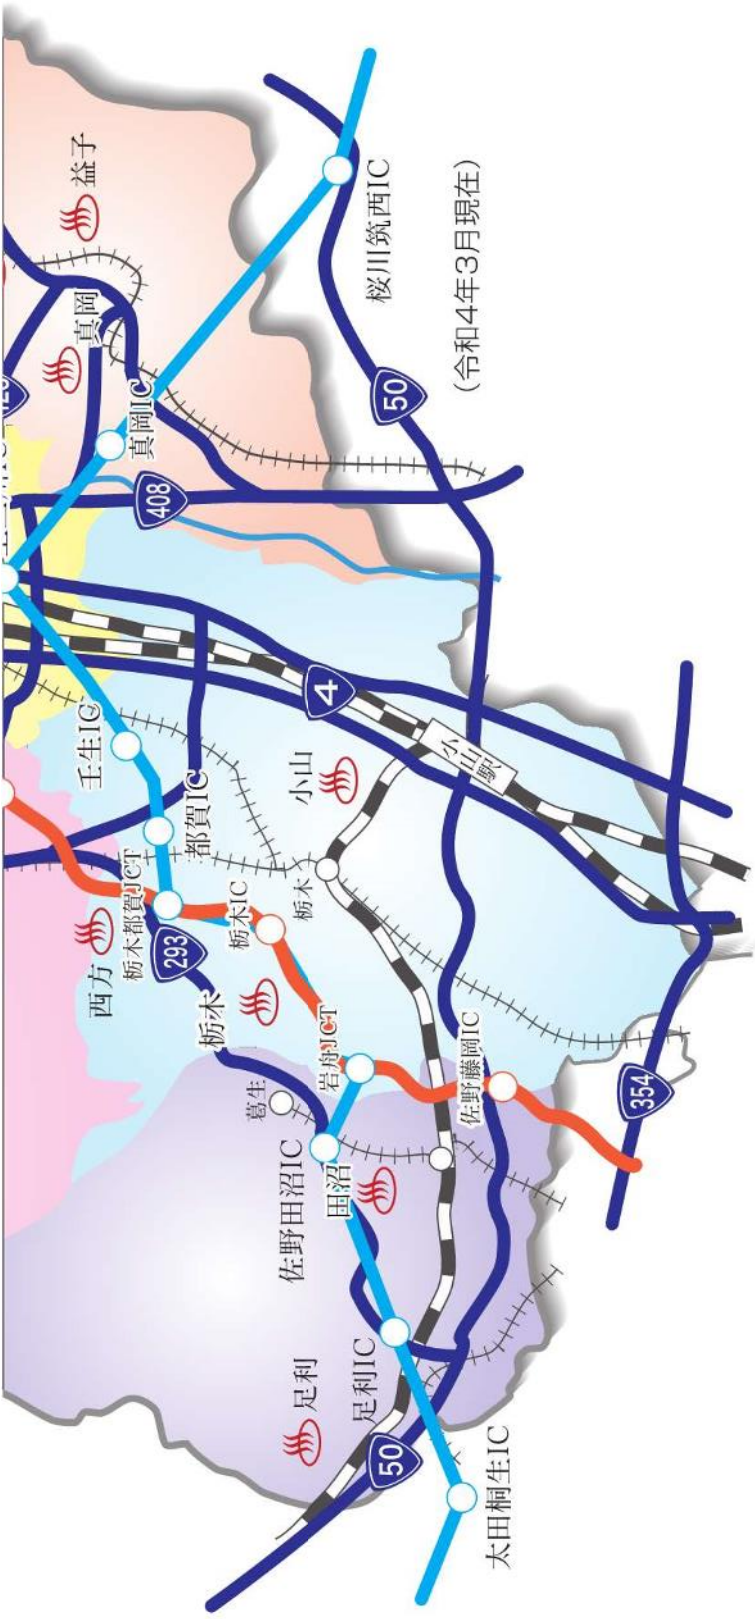 益子
真岡
真岡IC
桜川筑西IC
(令和4年3月現在)
50
408
4
壬生IC
都賀IC
小山
小山駅
栃木都賀JCT
西方
293
栃木IC
栃木
栃木
岩舟JCT
葛生
佐野藤岡IC
354
佐野田沼IC
田沼
足利
足利IC
50
太田桐生IC